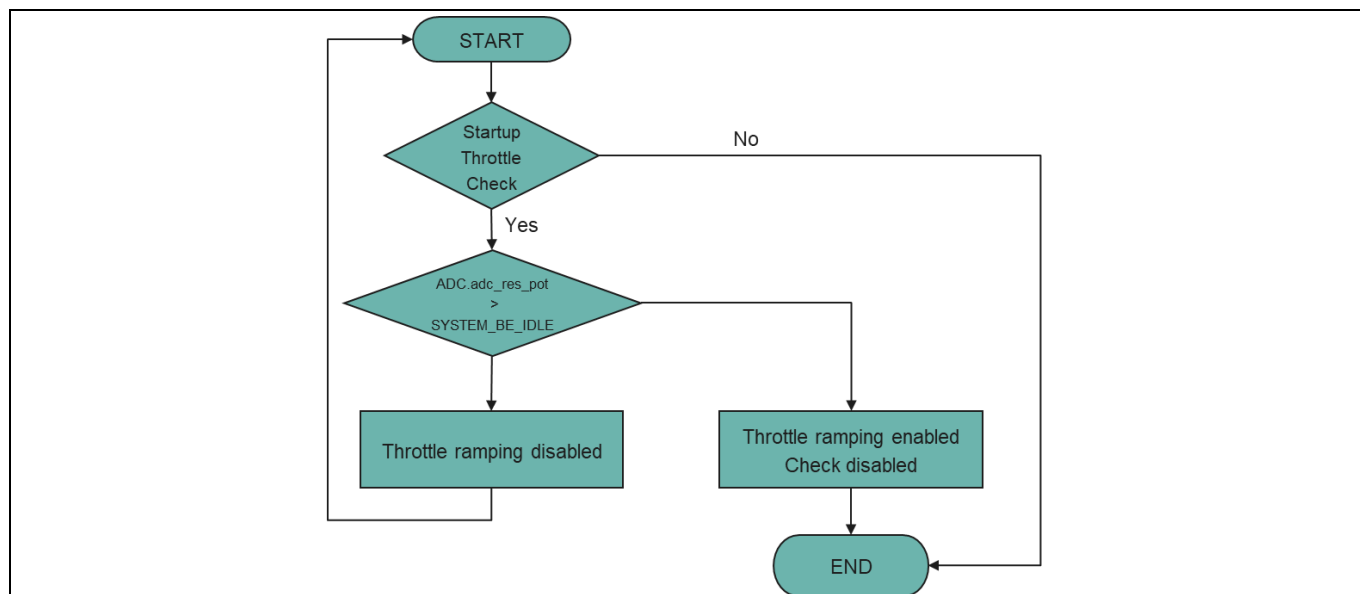 START
Startup
Throttle
Check
No
Yes
ADC.adc_res_pot
>
SYSTEM_BE_IDLE
Throttle ramping disabled
Throttle ramping enabled
Check disabled
END